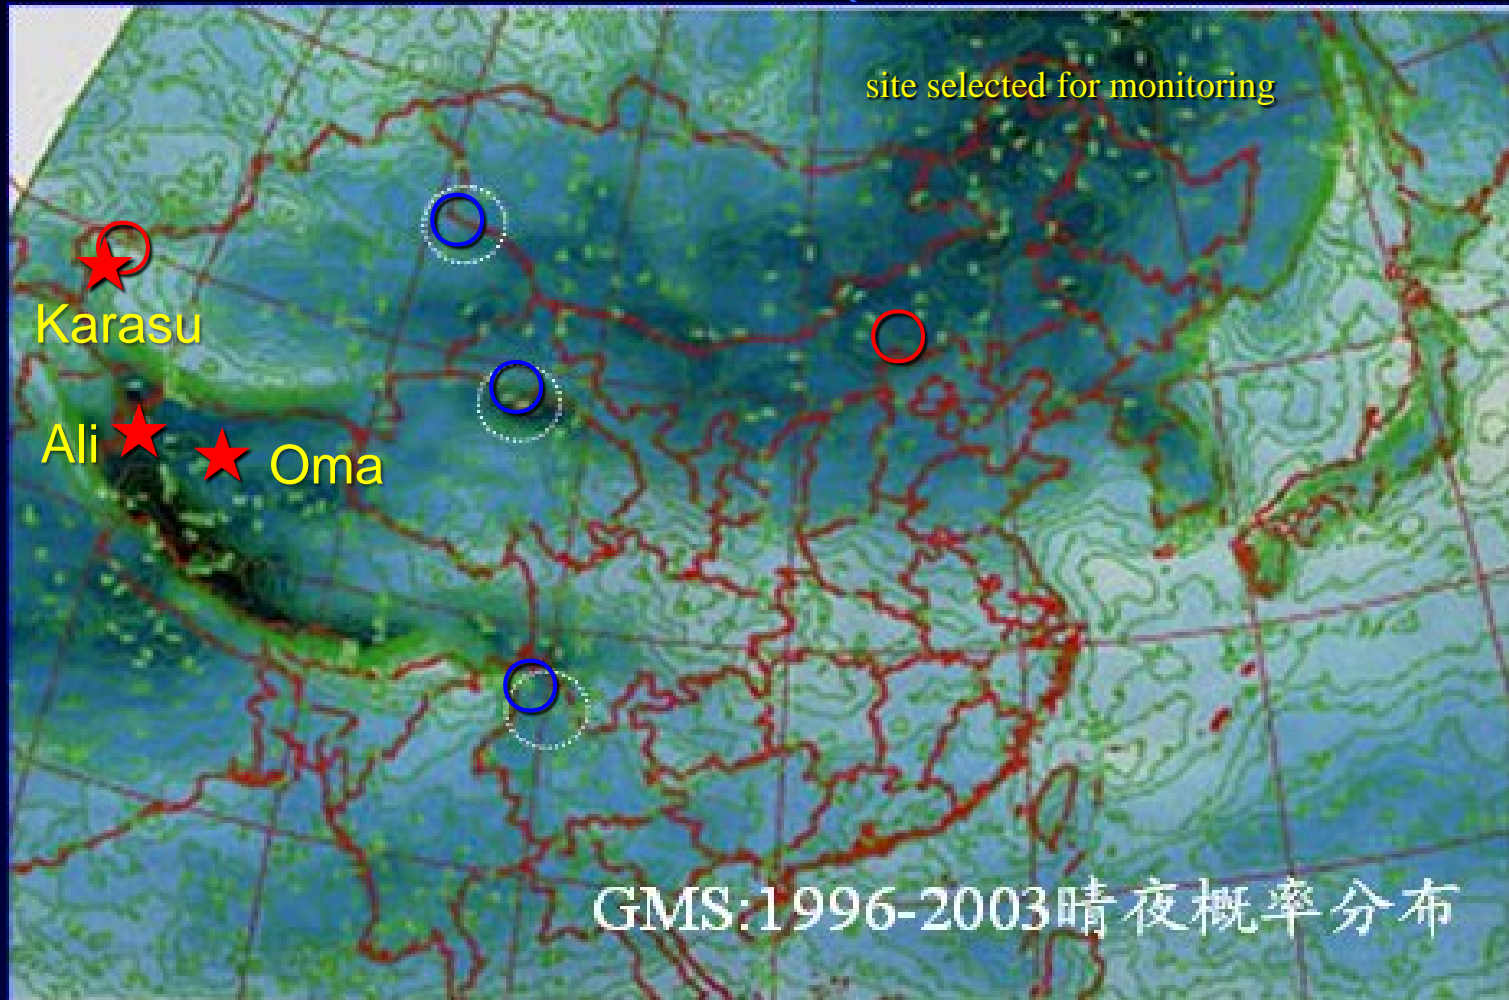 site selected for monitoring
Karasu
Ali
Oma
GMS:1996-2003晴夜概率分布